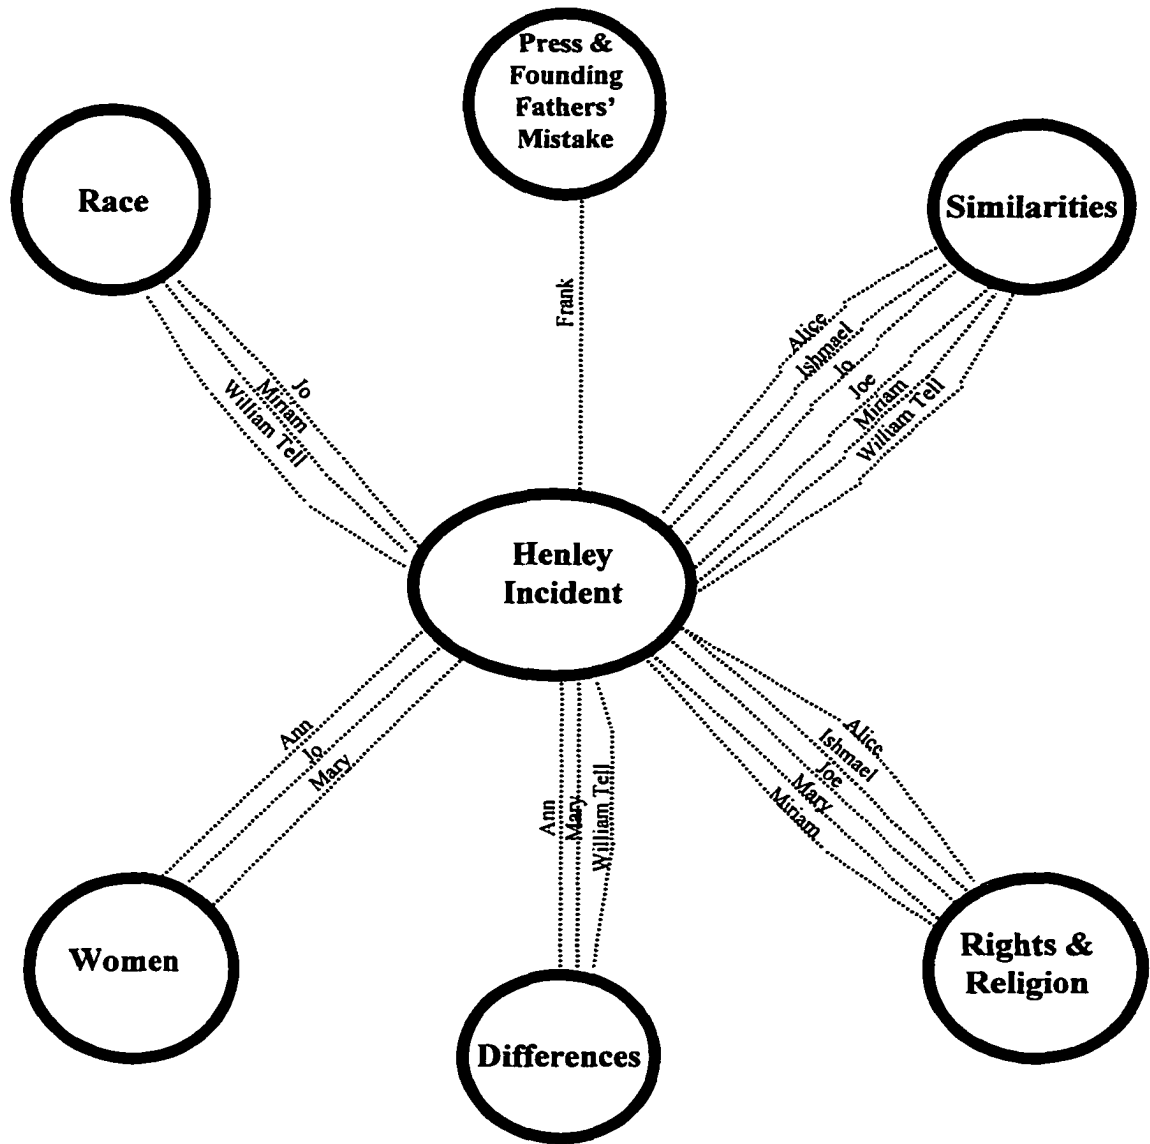 Press &
Founding
Fathers'
Mistake
Race
Similarities
Frank
Jo
Miriam
William Tell
Alice
Ishmael
Jo
Joe
Miriam
William Tell
Henley
Incident
Ann
Jo
Mary
Ann
Mary
William Tell
Alice
Ishmael
Joe
Mary
Miriam
Women
Differences
Rights &
Religion